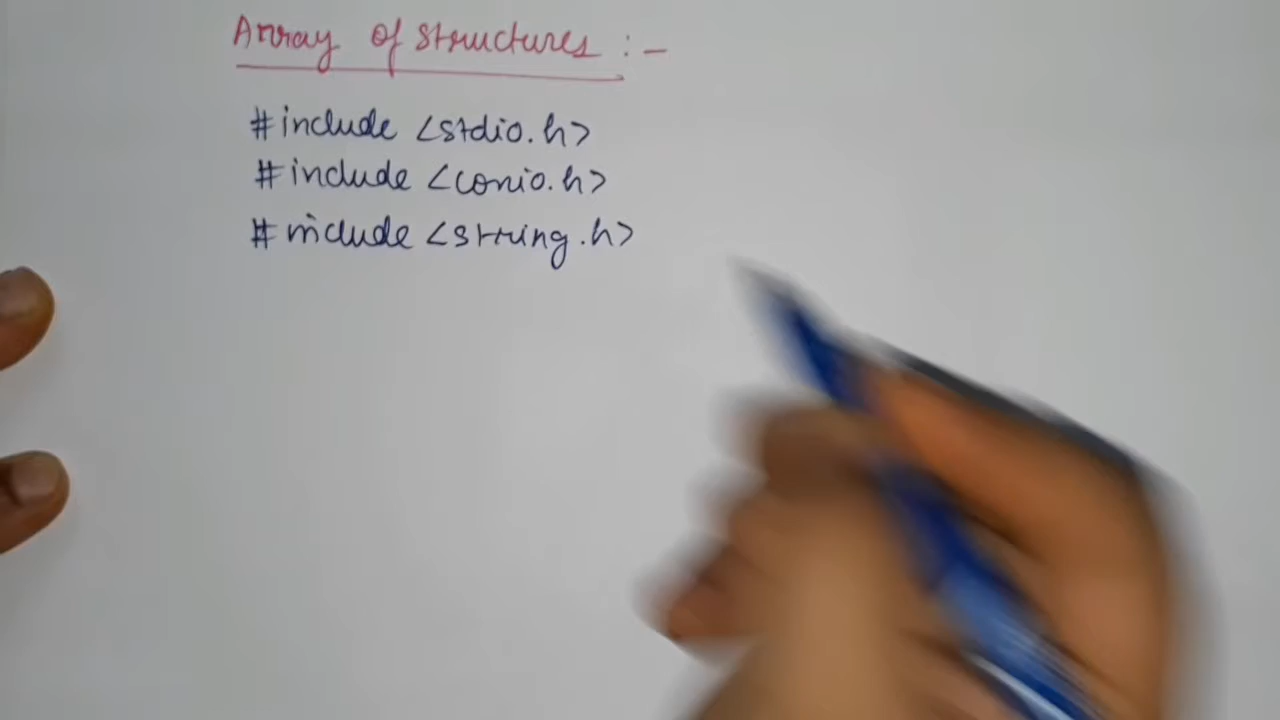 Array of structures :-
#include <stdio.h>
#include <conio.h>
#include <string.h>